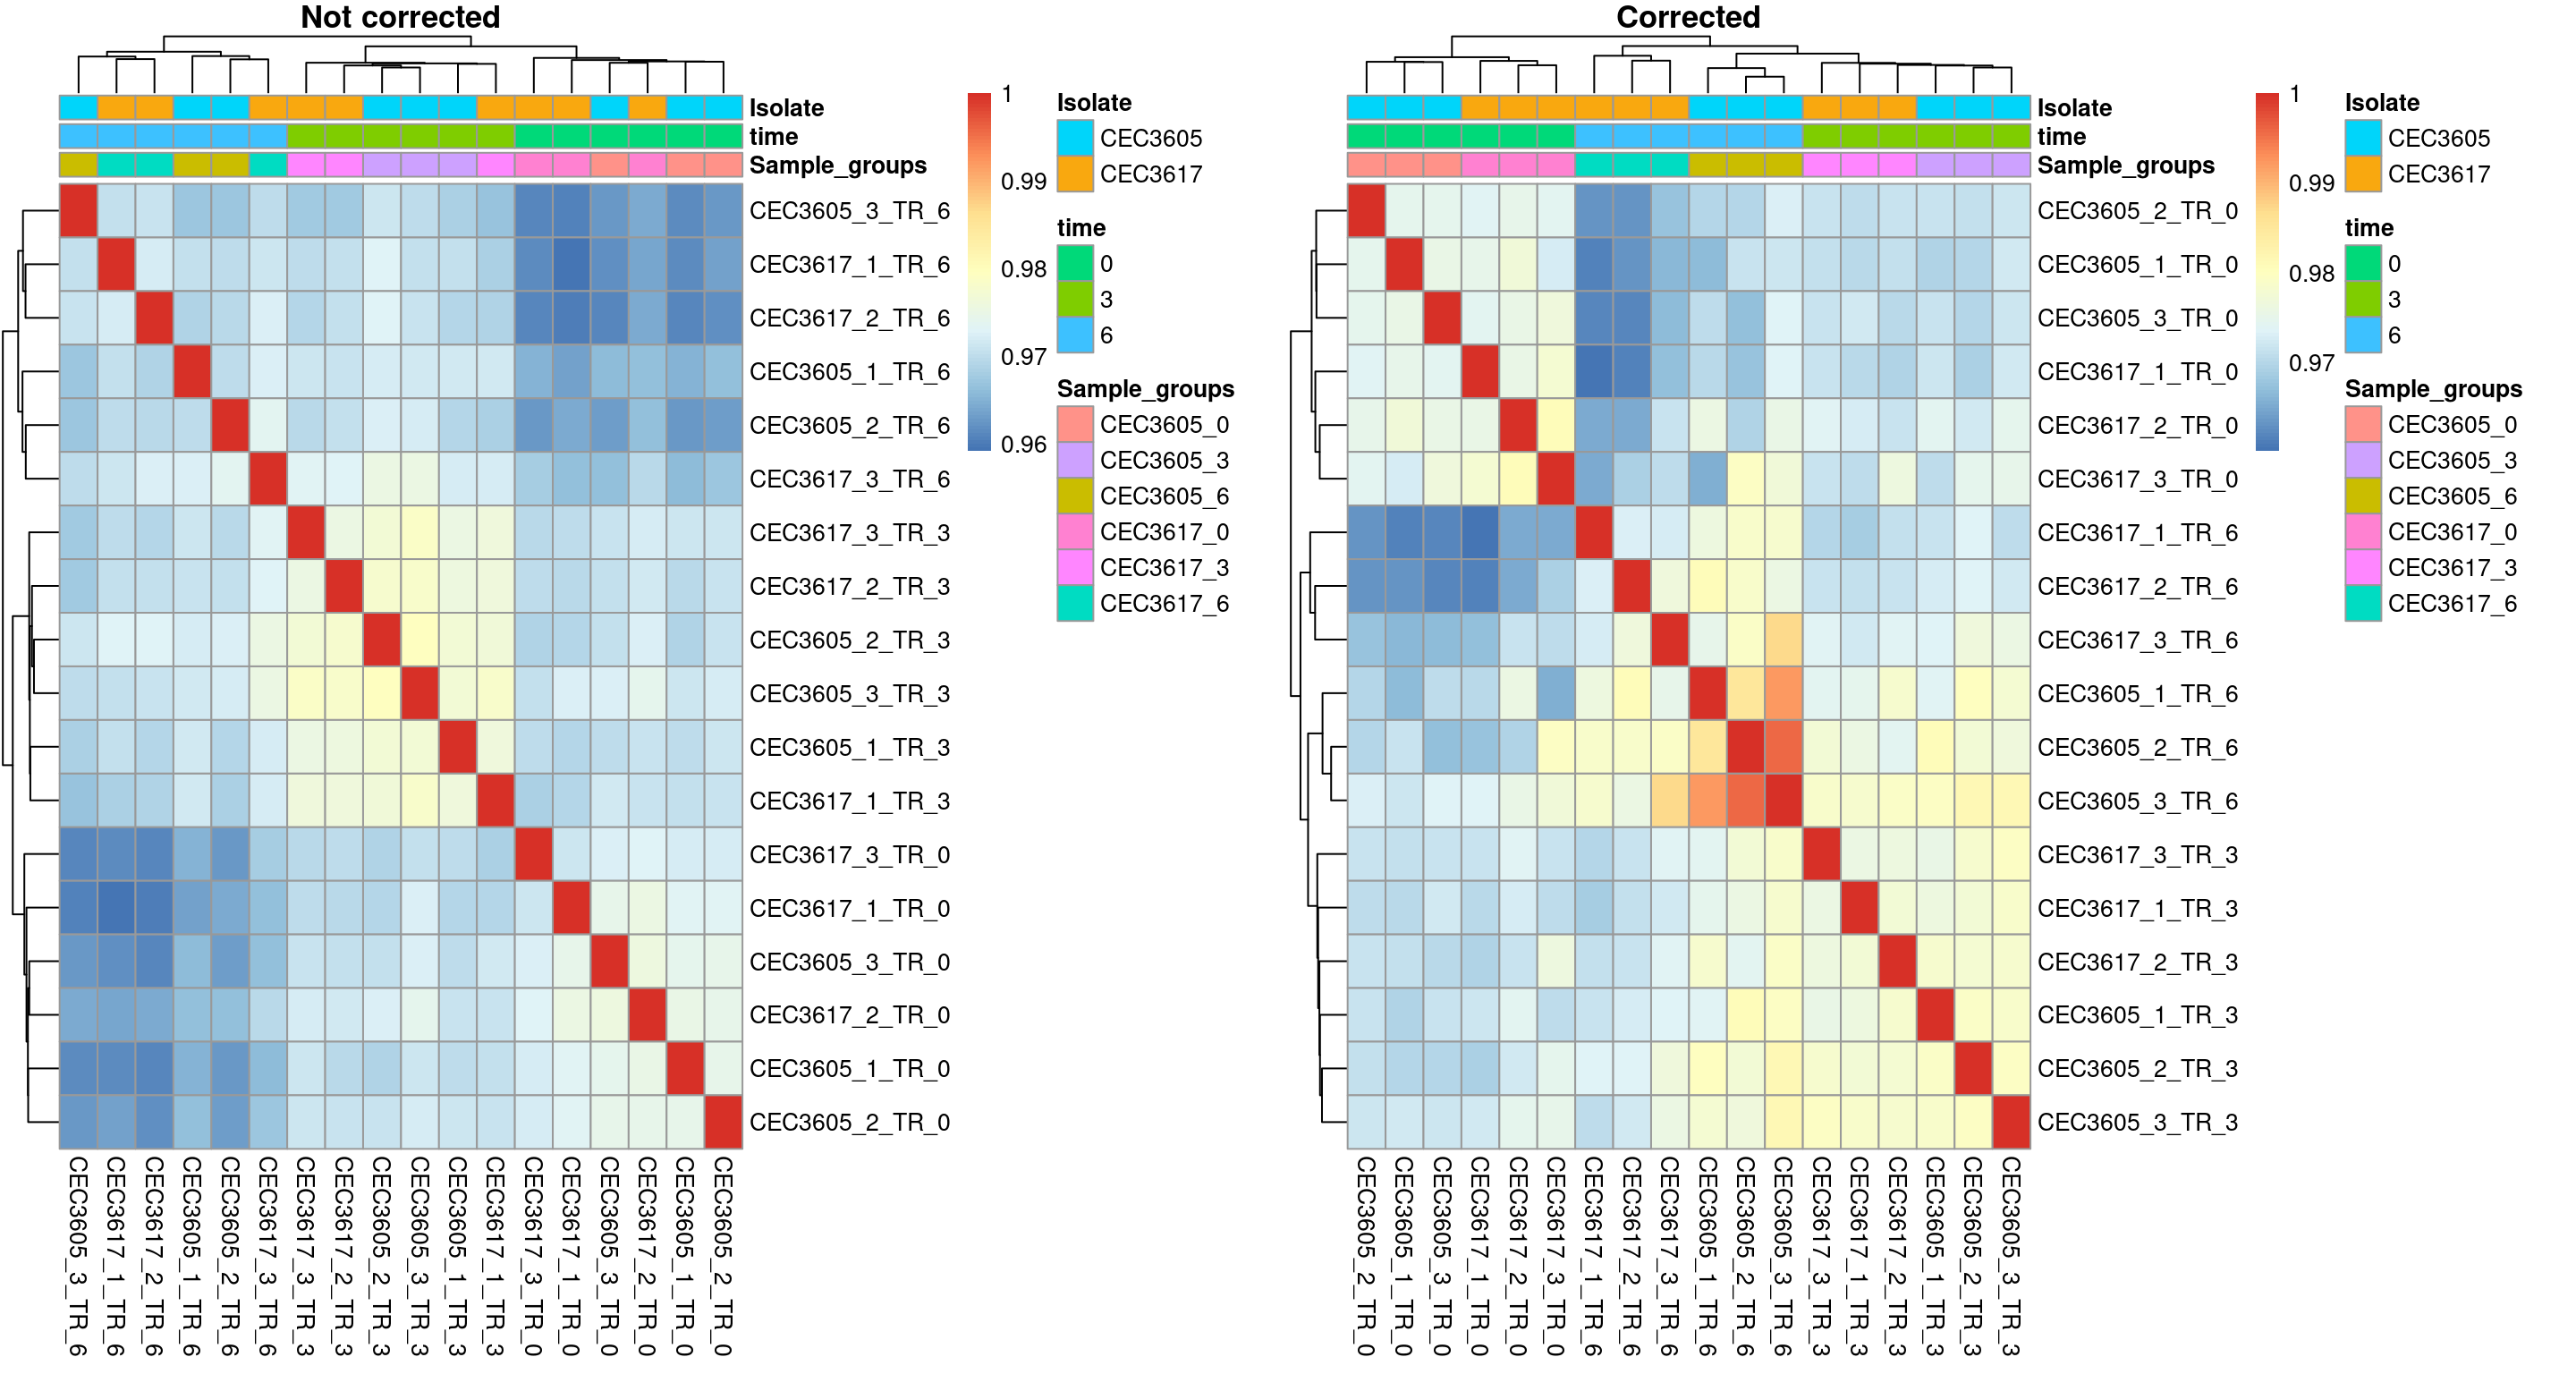 Not corrected
Isolate
time
Sample_groups
CEC3605_3_TR_6
CEC3617_1_TR_6
CEC3617_2_TR_6
CEC3605_1_TR_6
CEC3605_2_TR_6
CEC3617_3_TR_6
CEC3617_3_TR_3
CEC3617_2_TR_3
CEC3605_2_TR_3
CEC3605_3_TR_3
CEC3605_1_TR_3
CEC3617_1_TR_3
CEC3617_3_TR_0
CEC3617_1_TR_0
CEC3605_3_TR_0
CEC3617_2_TR_0
CEC3605_1_TR_0
CEC3605_2_TR_0
CEC3605_3_TR_6
CEC3617_1_TR_6
CEC3617_2_TR_6
CEC3605_1_TR_6
CEC3605_2_TR_6
CEC3617_3_TR_6
CEC3617_3_TR_3
CEC3617_2_TR_3
CEC3605_2_TR_3
CEC3605_3_TR_3
CEC3605_1_TR_3
CEC3617_1_TR_3
CEC3617_3_TR_0
CEC3617_1_TR_0
CEC3605_3_TR_0
CEC3617_2_TR_0
CEC3605_1_TR_0
CEC3605_2_TR_0
1
0.99
0.98
0.97
0.96
Isolate
CEC3605
CEC3617
time
0
3
6
Sample_groups
CEC3605_0
CEC3605_3
CEC3605_6
CEC3617_0
CEC3617_3
CEC3617_6
Corrected
Isolate
time
Sample_groups
CEC3605_2_TR_0
CEC3605_1_TR_0
CEC3605_3_TR_0
CEC3617_1_TR_0
CEC3617_2_TR_0
CEC3617_3_TR_0
CEC3617_1_TR_6
CEC3617_2_TR_6
CEC3617_3_TR_6
CEC3605_1_TR_6
CEC3605_2_TR_6
CEC3605_3_TR_6
CEC3617_3_TR_3
CEC3617_1_TR_3
CEC3617_2_TR_3
CEC3605_1_TR_3
CEC3605_2_TR_3
CEC3605_3_TR_3
CEC3605_2_TR_0
CEC3605_1_TR_0
CEC3605_3_TR_0
CEC3617_1_TR_0
CEC3617_2_TR_0
CEC3617_3_TR_0
CEC3617_1_TR_6
CEC3617_2_TR_6
CEC3617_3_TR_6
CEC3605_1_TR_6
CEC3605_2_TR_6
CEC3605_3_TR_6
CEC3617_3_TR_3
CEC3617_1_TR_3
CEC3617_2_TR_3
CEC3605_1_TR_3
CEC3605_2_TR_3
CEC3605_3_TR_3
1
0.99
0.98
0.97
Isolate
CEC3605
CEC3617
time
0
3
6
Sample_groups
CEC3605_0
CEC3605_3
CEC3605_6
CEC3617_0
CEC3617_3
CEC3617_6